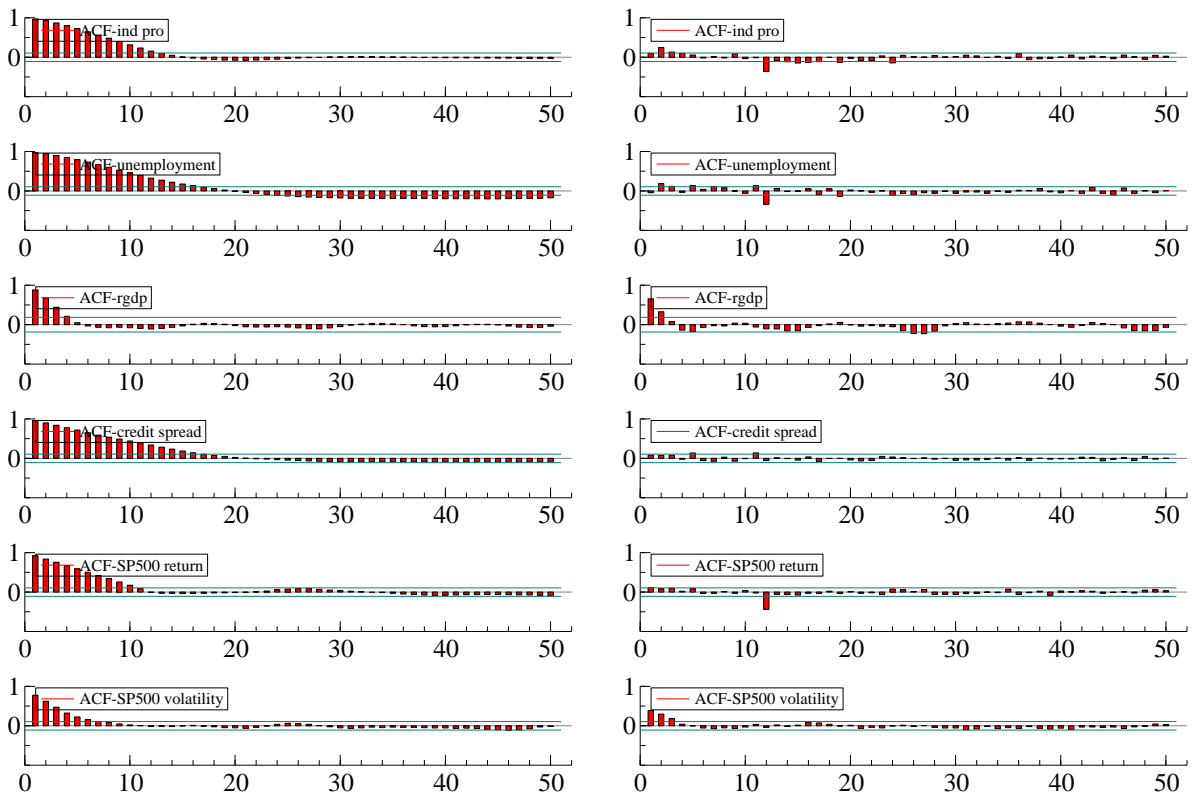 1
ACF-ind pro
0
0 10 20 30 40 50
1
ACF-ind pro
0
0 10 20 30 40 50
1
ACF-unemployment
0
0 10 20 30 40 50
1
ACF-unemployment
0
0 10 20 30 40 50
1
ACF-rgdp
0
0 10 20 30 40 50
1
ACF-rgdp
0
0 10 20 30 40 50
1
ACF-credit spread
0
0 10 20 30 40 50
1
ACF-credit spread
0
0 10 20 30 40 50
1
ACF-SP500 return
0
0 10 20 30 40 50
1
ACF-SP500 return
0
0 10 20 30 40 50
1
ACF-SP500 volatility
0
0 10 20 30 40 50
1
ACF-SP500 volatility
0
0 10 20 30 40 50